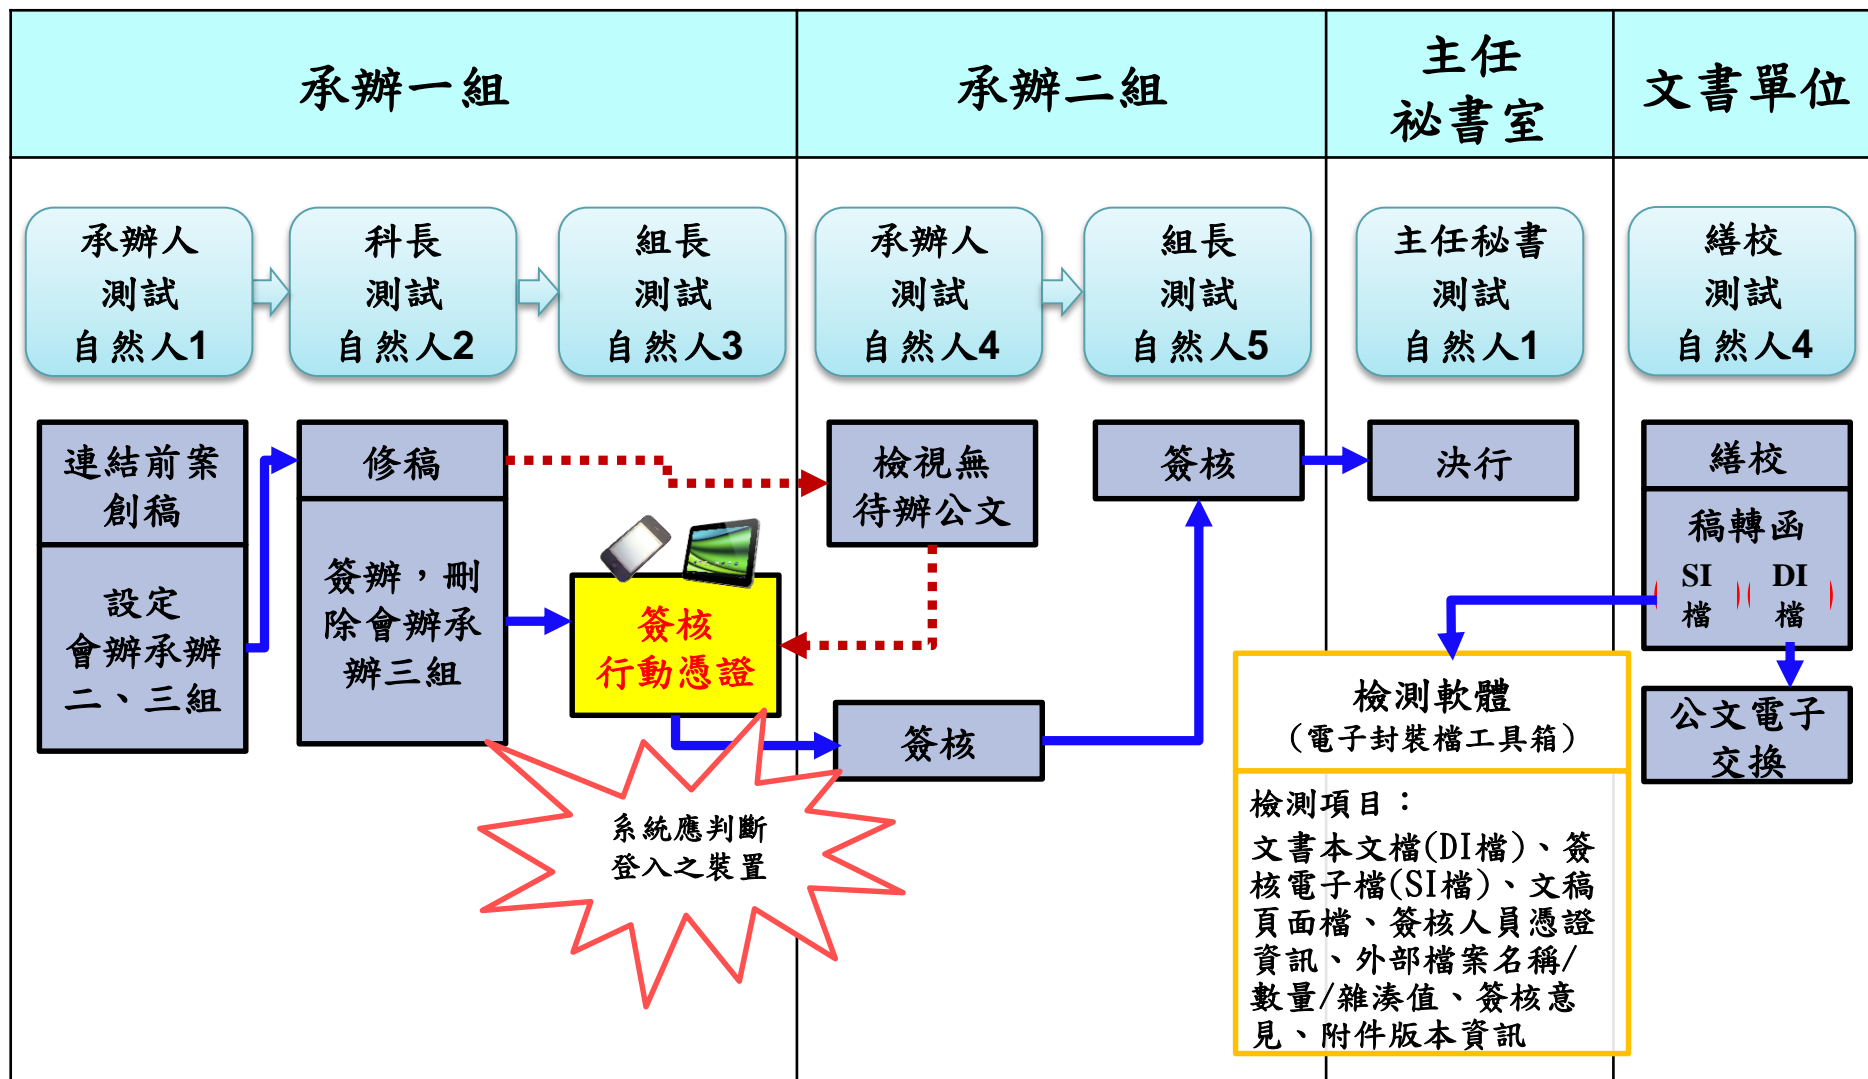 承辦一組
承辦二組
主任
祕書室
文書單位
承辦人
測試
自然人1
科長
測試
自然人2
組長
測試
自然人3
承辦人
測試
自然人4
組長
測試
自然人5
主任秘書
測試
自然人1
繕校
測試
自然人4
連結前案
創稿
設定
會辦承辦
二、三組
修稿
簽辦，刪
除會辦承
辦三組
簽核
行動憑證
系統應判斷
登入之裝置
檢視無
待辦公文
簽核
簽核
決行
繕校
稿轉函
SI
檔
DI
檔
公文電子
交換
檢測軟體
(電子封裝檔工具箱)
檢測項目：
文書本文檔(DI檔)、簽
核電子檔(SI檔)、文稿
頁面檔、簽核人員憑證
資訊、外部檔案名稱/
數量/雜湊值、簽核意
見、附件版本資訊